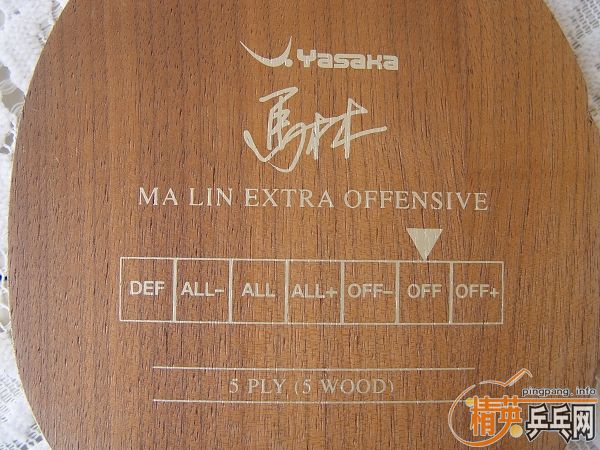 Yasaka
馬林
MA LIN EXTRA OFFENSIVE
DEF ALL- ALL ALL+ OFF- OFF OFF+
5 PLY (5 WOOD)
pingpang.info
精英乒乓网